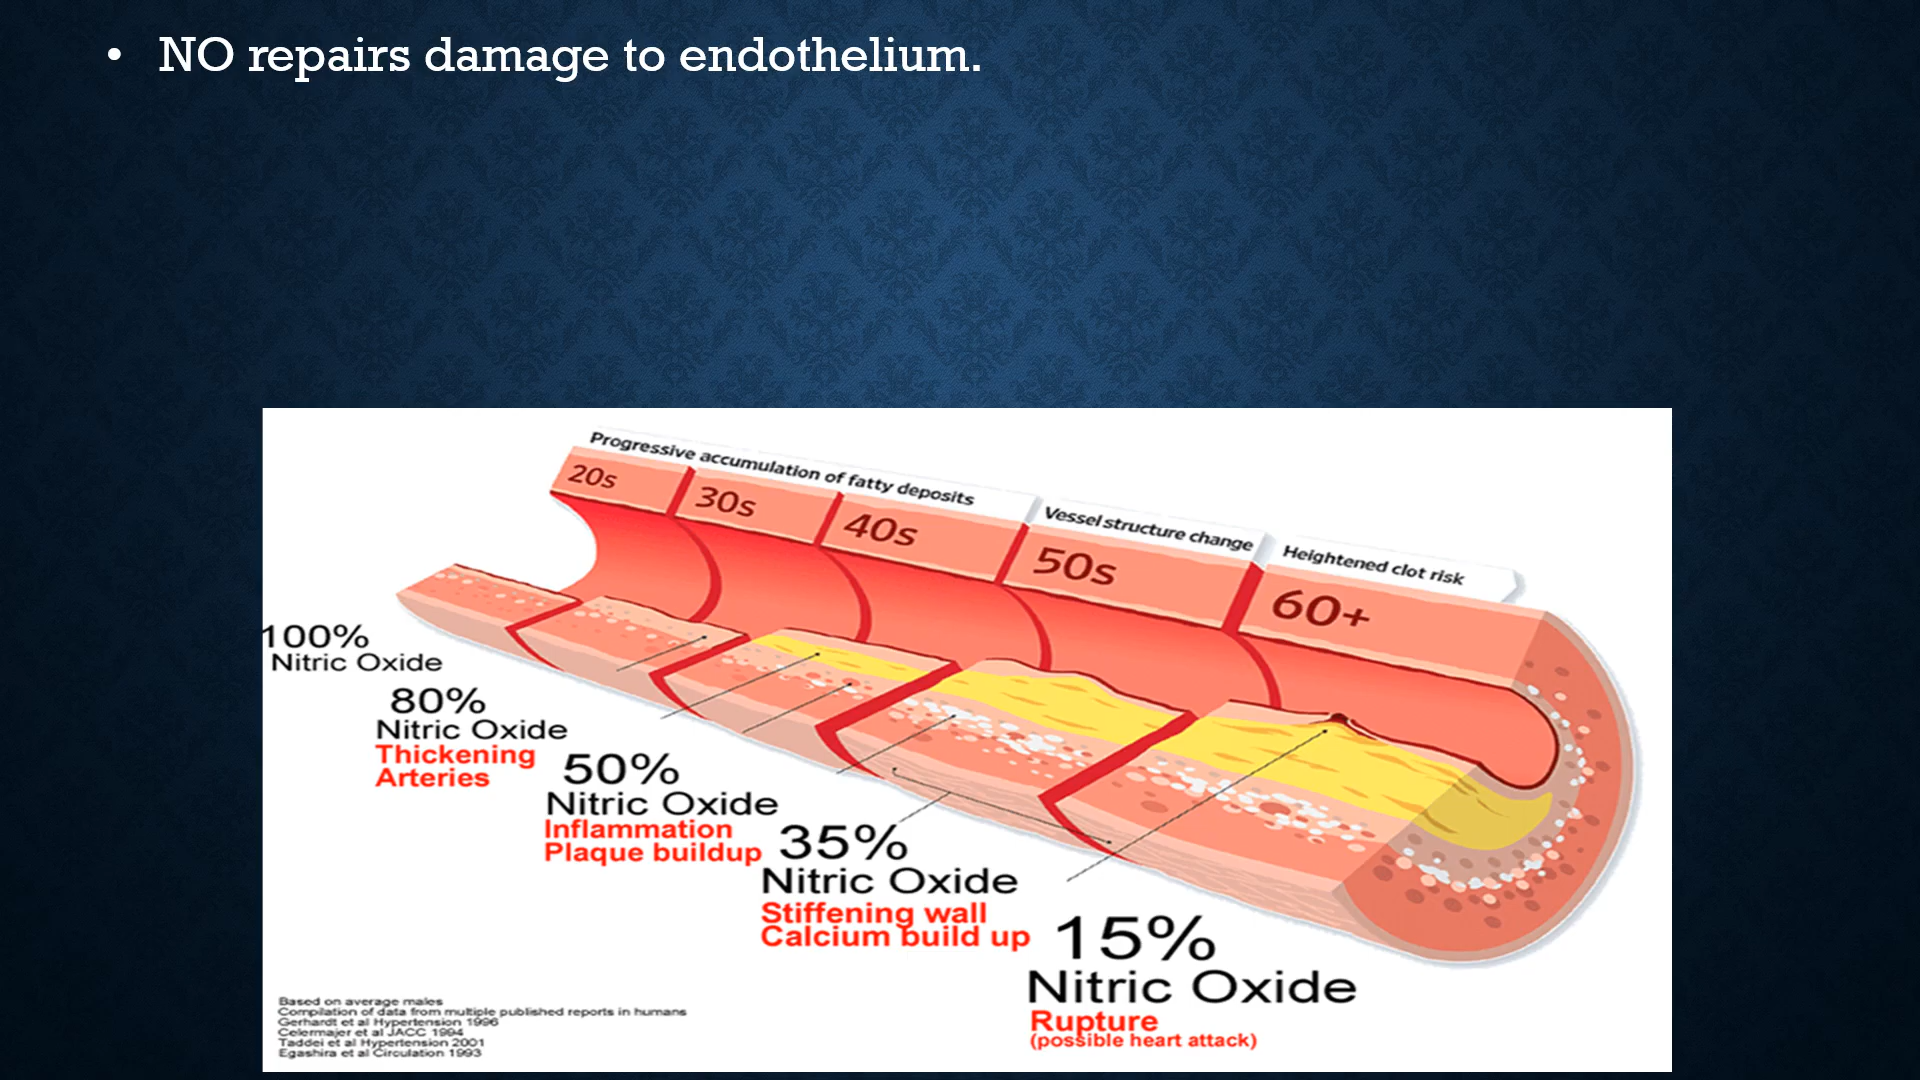 • NO repairs damage to endothelium.
Progressive accumulation of fatty deposits
Vessel structure change
Heightened clot risk
20s
30s
40s
50s
60+
100%
Nitric Oxide
80%
Nitric Oxide
Thickening
Arteries
50%
Nitric Oxide
Inflammation
Plaque buildup
35%
Nitric Oxide
Stiffening wall
Calcium build up
15%
Nitric Oxide
Rupture
(possible heart attack)
Based on average males
Compilation of data from multiple published reports in humans
Gerhardt et al Hypertension 1996
Celermajer et al JACC 1994
Taddei et al Hypertension 2001
Egashira et al Circulation 1993